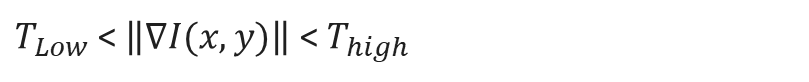 T_Low < ‖∇I(x, y)‖ < T_high